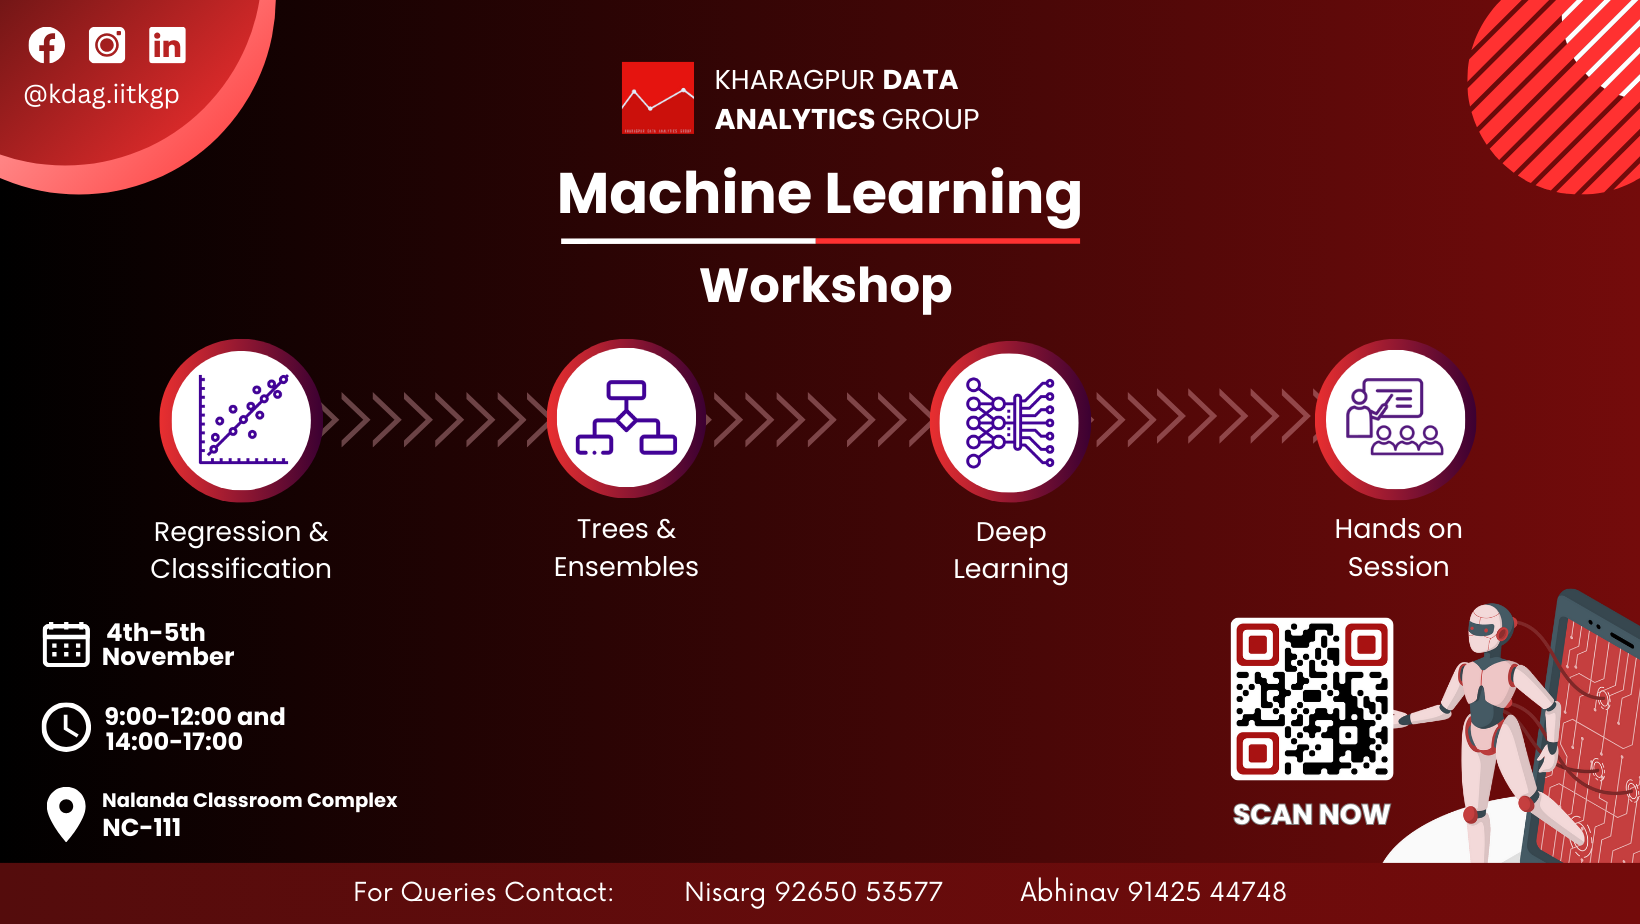 @kdag.iitkgp
KHARAGPUR DATA
ANALYTICS GROUP
Machine Learning
Workshop
Regression &
Classification
Trees &
Ensembles
Deep
Learning
Hands on
Session
4th-5th
November
9:00-12:00 and
14:00-17:00
Nalanda Classroom Complex
NC-111
SCAN NOW
For Queries Contact: Nisarg 92650 53577 Abhinav 91425 44748